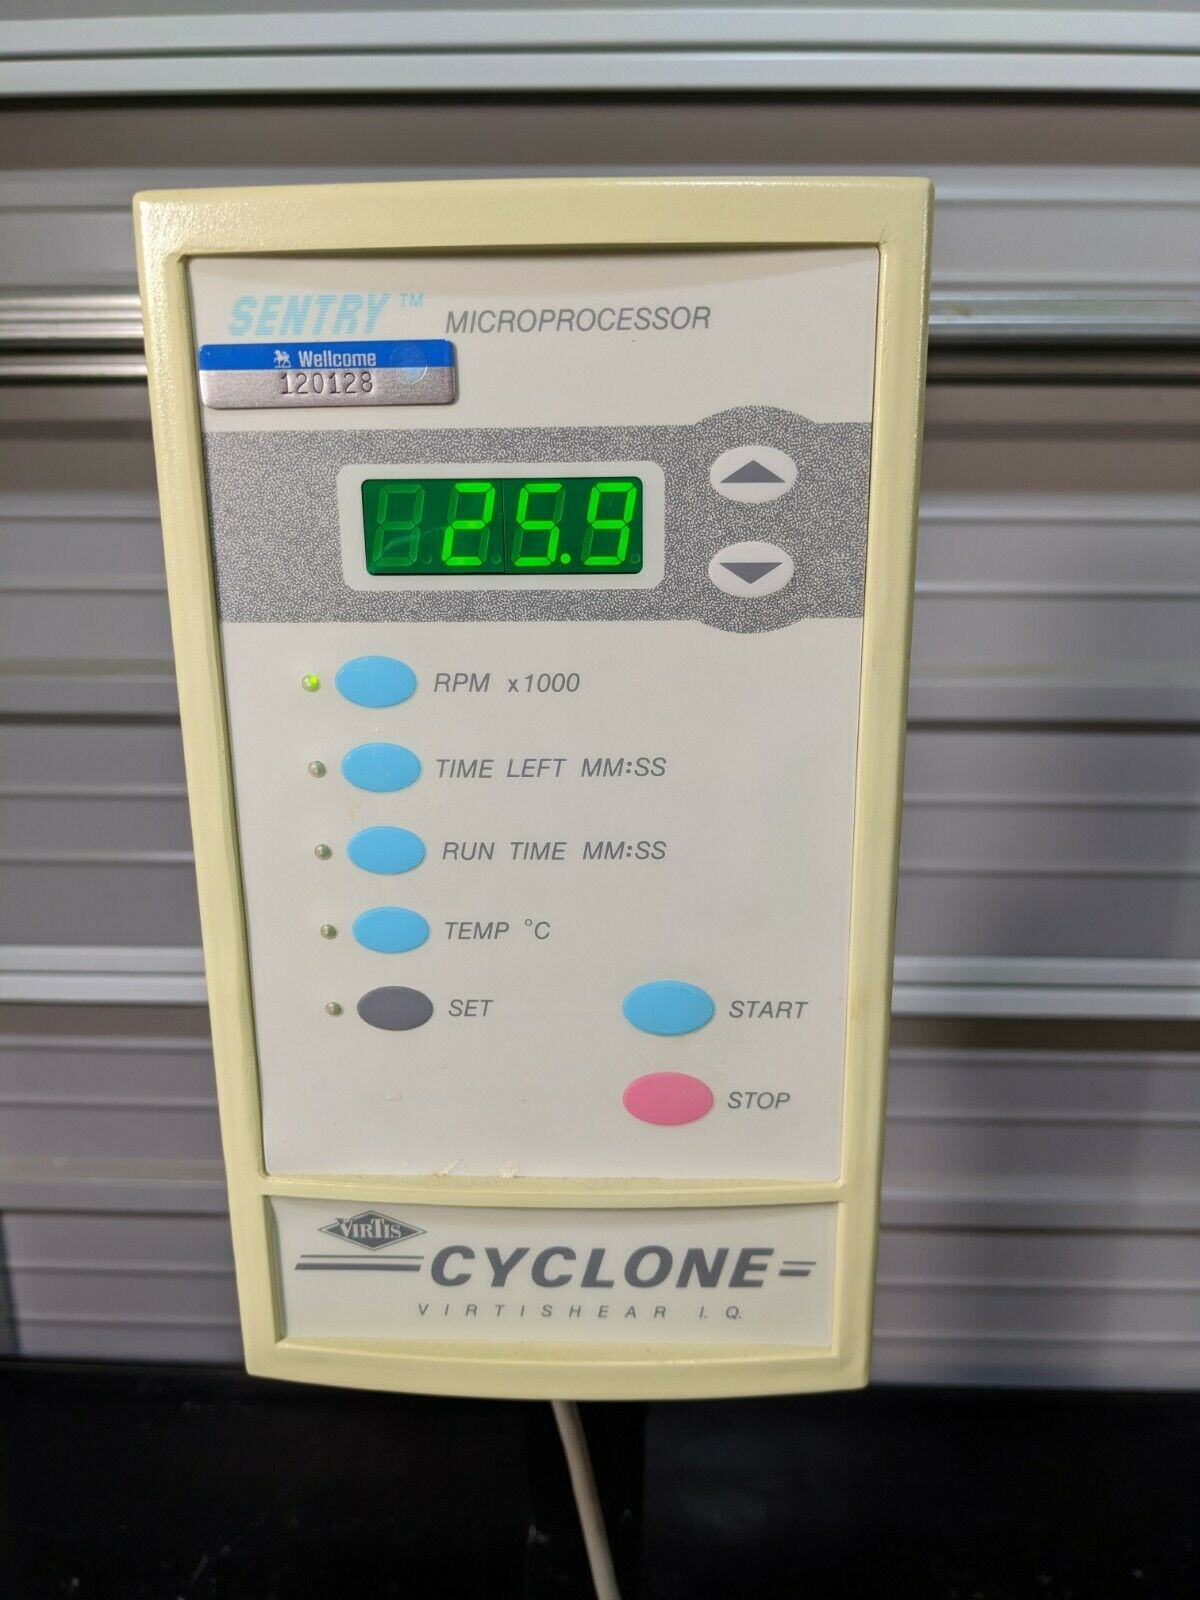 SENTRY™ MICROPROCESSOR
Wellcome
120128
25.9
RPM x1000
TIME LEFT MM:SS
RUN TIME MM:SS
TEMP °C
SET
START
STOP
VIRTIS
CYCLONE
VIRTISHEAR I.Q.